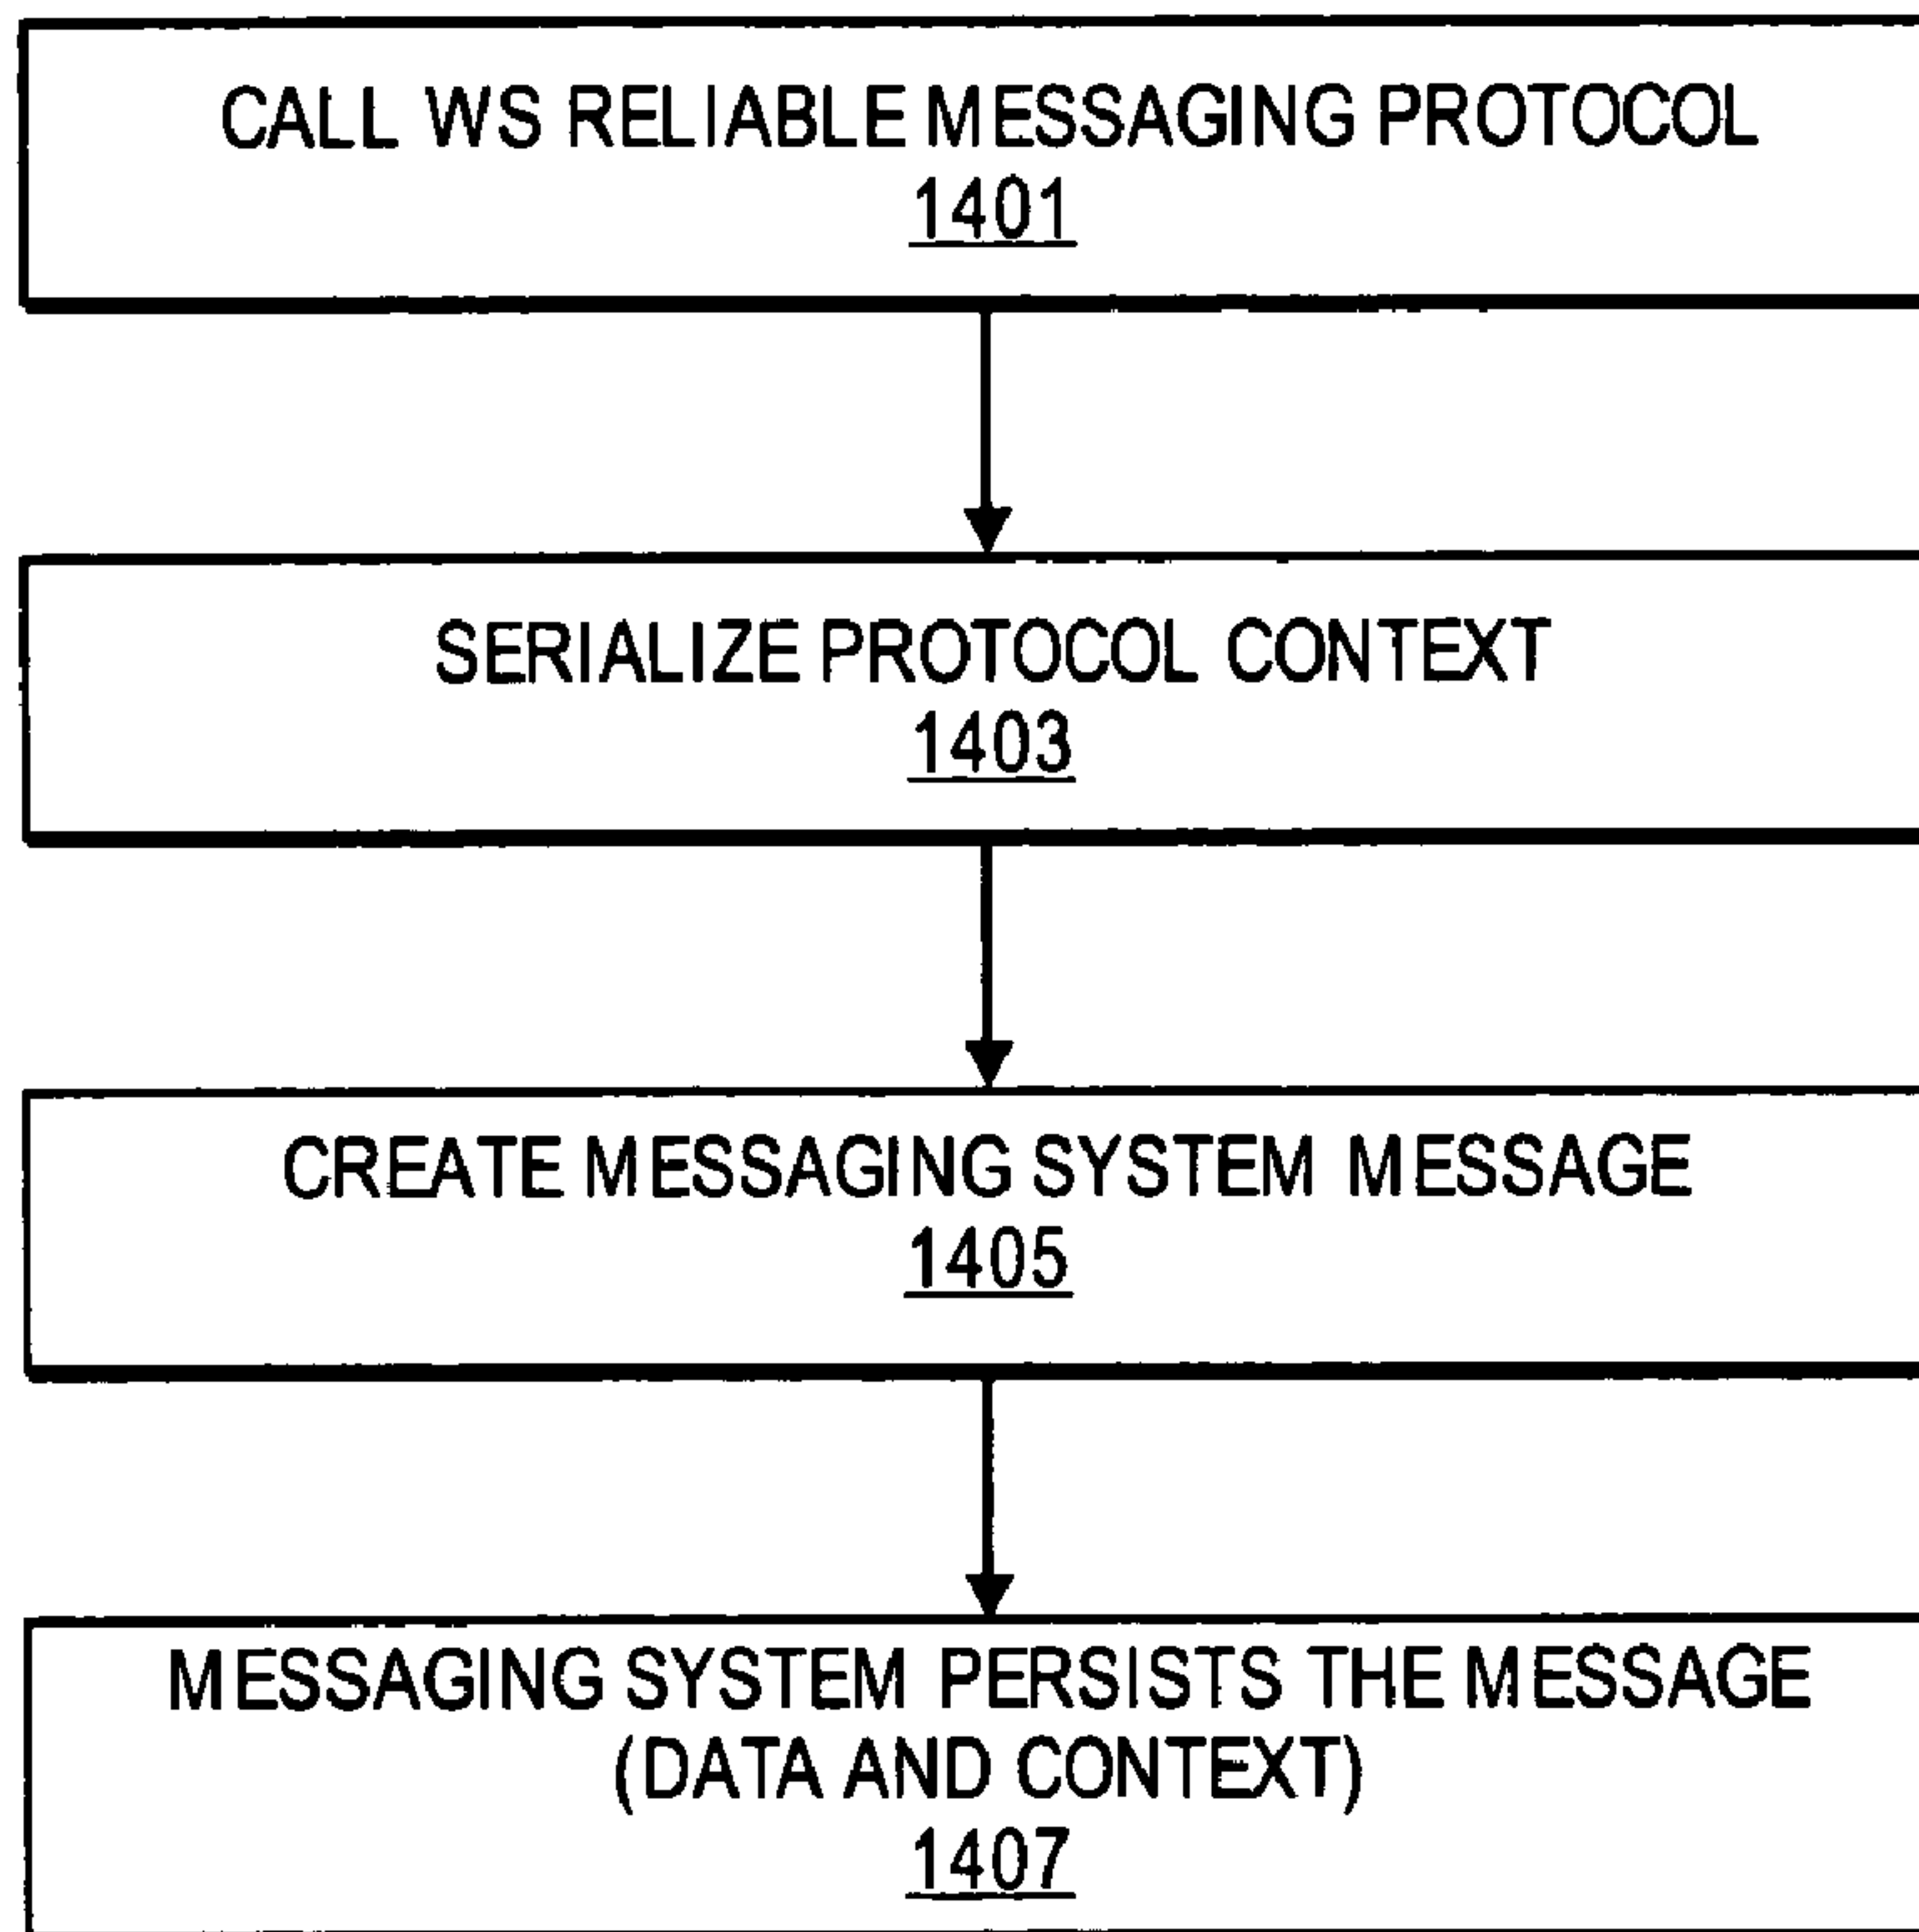 CALL WS RELIABLE MESSAGING PROTOCOL
1401
SERIALIZE PROTOCOL CONTEXT
1403
CREATE MESSAGING SYSTEM MESSAGE
1405
MESSAGING SYSTEM PERSISTS THE MESSAGE
(DATA AND CONTEXT)
1407